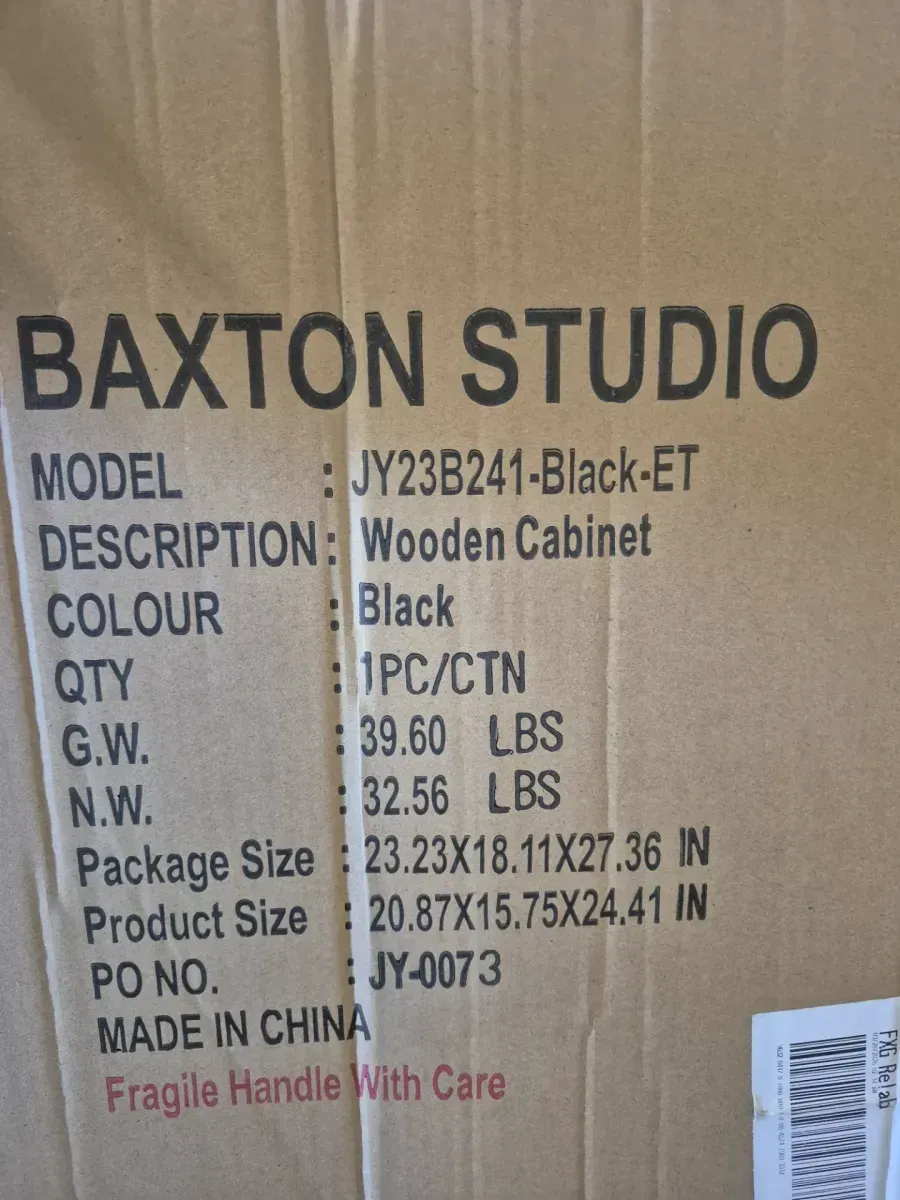 BAXTON STUDIO
MODEL : JY23B241-Black-ET
DESCRIPTION : Wooden Cabinet
COLOUR : Black
QTY : 1PC/CTN
G.W. : 39.60 LBS
N.W. : 32.56 LBS
Package Size : 23.23X18.11X27.36 IN
Product Size : 20.87X15.75X24.41 IN
PO NO. : JY-0073
MADE IN CHINA
Fragile Handle With Care
FXG Relab